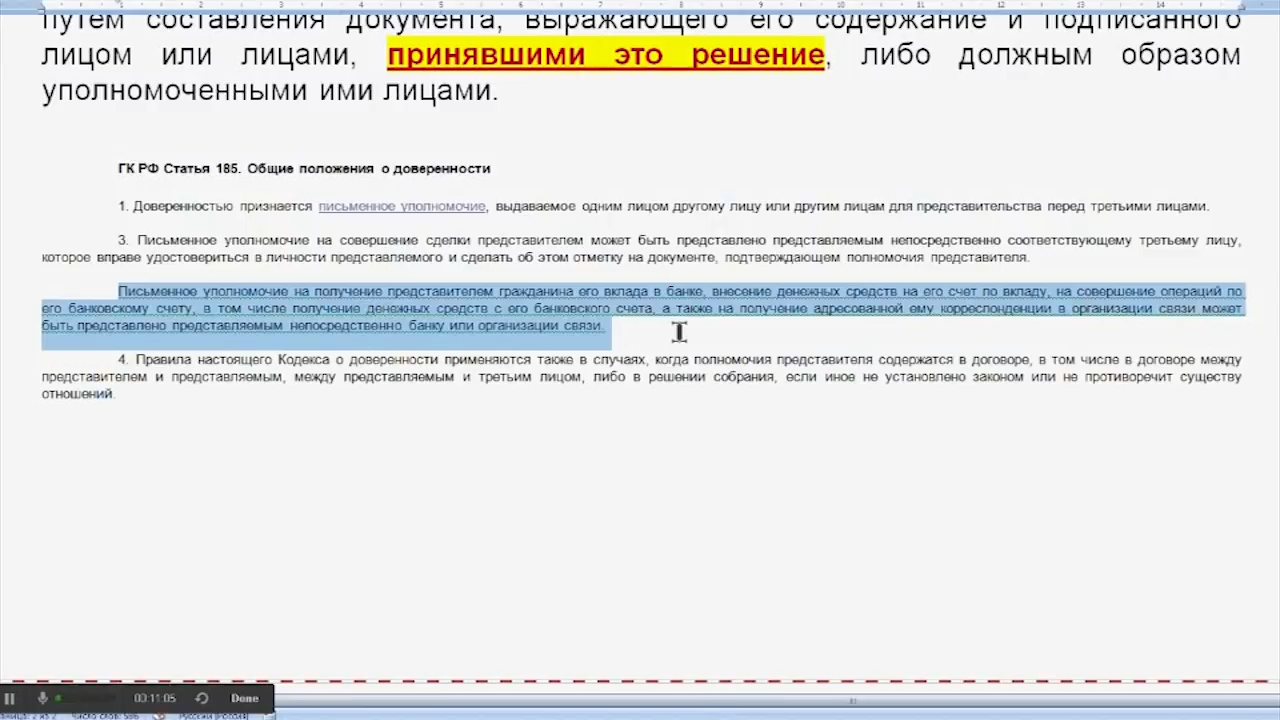 путем составления документа, выражающего его содержание и подписанного
лицом или лицами, принявшими это решение, либо должным образом
уполномоченными ими лицами.
ГК РФ Статья 185. Общие положения о доверенности
1. Доверенностью признается письменное уполномочие, выдаваемое одним лицом другому лицу или другим лицам для представительства перед третьими лицами.
3. Письменное уполномочие на совершение сделки представителем может быть представлено представляемым непосредственно соответствующему третьему лицу,
которое вправе удостовериться в личности представляемого и сделать об этом отметку на документе, подтверждающем полномочия представителя.
Письменное уполномочие на получение представителем гражданина его вклада в банке, внесение денежных средств на его счет по вкладу, на совершение операций по
его банковскому счету, в том числе получение денежных средств с его банковского счета, а также на получение адресованной ему корреспонденции в организации связи может
быть представлено представляемым непосредственно банку или организации связи.
4. Правила настоящего Кодекса о доверенности применяются также в случаях, когда полномочия представителя содержатся в договоре, в том числе в договоре между
представителем и представляемым, между представляемым и третьим лицом, либо в решении собрания, если иное не установлено законом или не противоречит существу
отношений.
00:11:05 Done
Число слов: 586 Русский (Россия)